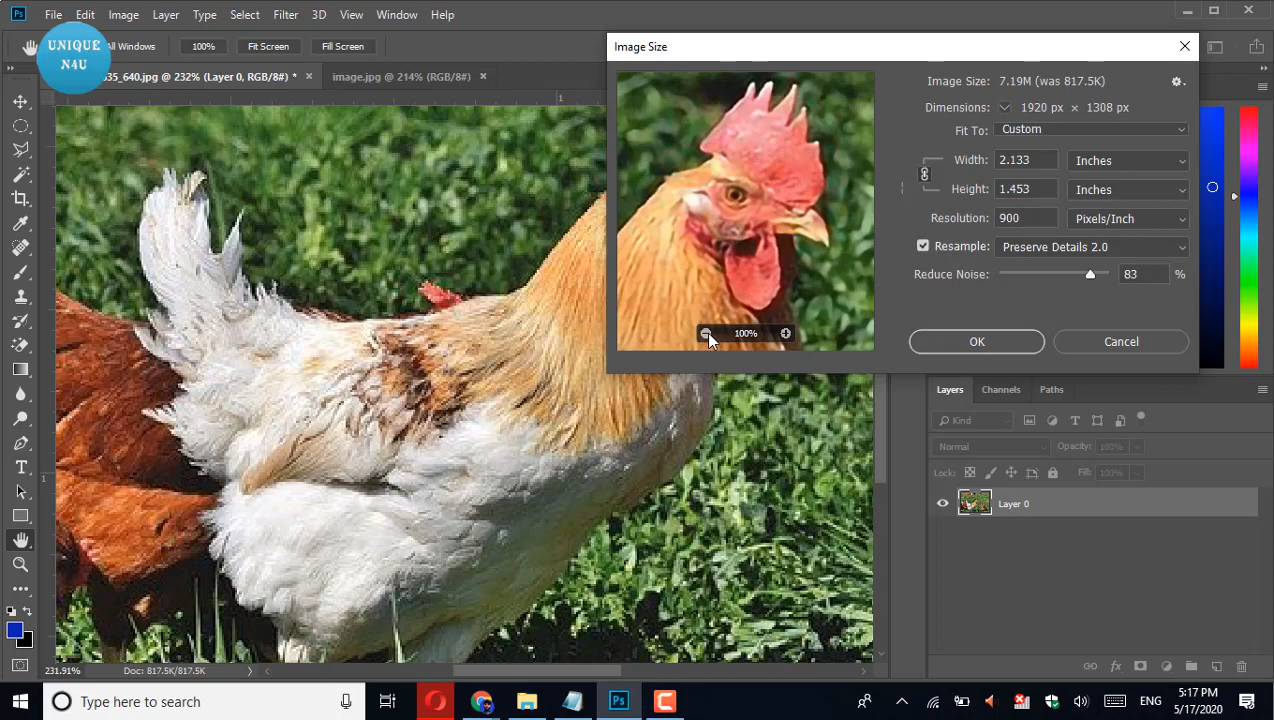 Ps File Edit Image Layer Type Select Filter 3D View Window Help
UNIQUE
N4U
All Windows 100% Fit Screen Fill Screen
35_640.jpg @ 232% (Layer 0, RGB/8#) * image.jpg @ 214% (RGB/8#)
1
Image Size
Image Size: 7.19M (was 817.5K)
Dimensions: 1920 px × 1308 px
Fit To: Custom
Width: 2.133 Inches
Height: 1.453 Inches
Resolution: 900 Pixels/Inch
Resample: Preserve Details 2.0
Reduce Noise: 83 %
100%
OK Cancel
Layers Channels Paths
Kind
Normal Opacity: 100%
Lock: Fill: 100%
1
Layer 0
231.91% Doc: 817.5K/817.5K
Type here to search
Ps
ENG
5:17 PM
5/17/2020